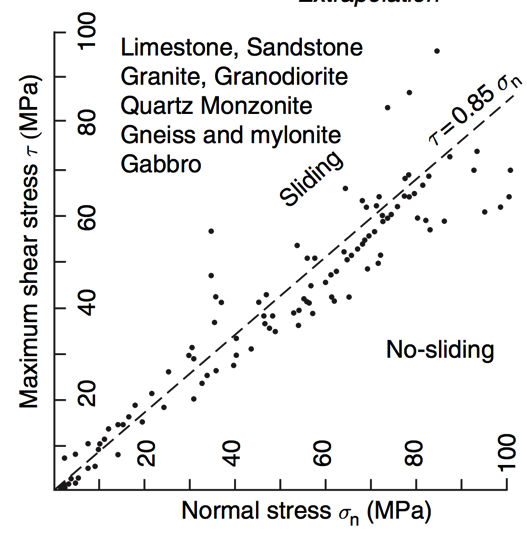 Extrapolation
Limestone, Sandstone
Granite, Granodiorite
Quartz Monzonite
Gneiss and mylonite
Gabbro
Sliding
τ=0.85 σn
No-sliding
Maximum shear stress τ (MPa)
100
80
60
40
20
20
40
60
80
100
Normal stress σn (MPa)